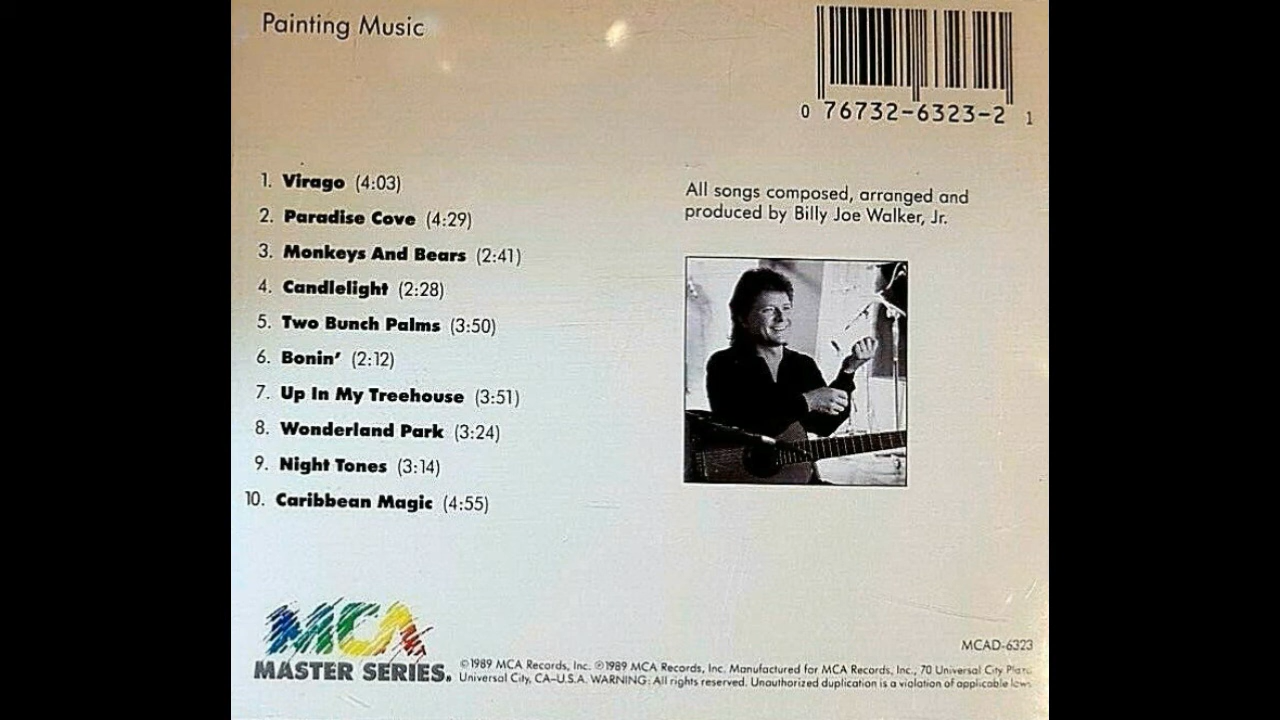 Painting Music
0 76732-6323-2 1
1. Virago (4:03)
2. Paradise Cove (4:29)
3. Monkeys And Bears (2:41)
4. Candlelight (2:28)
5. Two Bunch Palms (3:50)
6. Bonin’ (2:12)
7. Up In My Treehouse (3:51)
8. Wonderland Park (3:24)
9. Night Tones (3:14)
10. Caribbean Magic (4:55)
All songs composed, arranged and
produced by Billy Joe Walker, Jr.
MCA
MASTER SERIES®
MCAD-6323
©1989 MCA Records, Inc. ℗1989 MCA Records, Inc. Manufactured for MCA Records, Inc., 70 Universal City Plaza,
Universal City, CA–U.S.A. WARNING: All rights reserved. Unauthorized duplication is a violation of applicable laws.